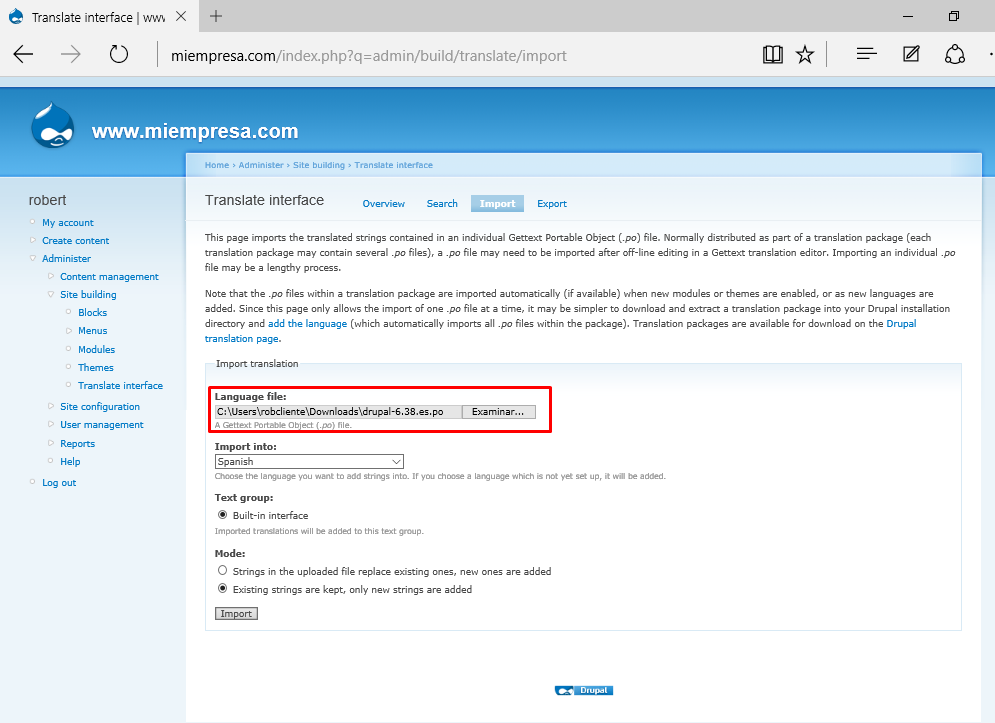 Translate interface | www
miempresa.com/index.php?q=admin/build/translate/import
www.miempresa.com
Home › Administer › Site building › Translate interface
robert
My account
Create content
Administer
Content management
Site building
Blocks
Menus
Modules
Themes
Translate interface
Site configuration
User management
Reports
Help
Log out
Translate interface
Overview
Search
Import
Export
This page imports the translated strings contained in an individual Gettext Portable Object (.po) file. Normally distributed as part of a translation package (each
translation package may contain several .po files), a .po file may need to be imported after off-line editing in a Gettext translation editor. Importing an individual .po
file may be a lengthy process.
Note that the .po files within a translation package are imported automatically (if available) when new modules or themes are enabled, or as new languages are
added. Since this page only allows the import of one .po file at a time, it may be simpler to download and extract a translation package into your Drupal installation
directory and add the language (which automatically imports all .po files within the package). Translation packages are available for download on the Drupal
translation page.
Import translation
Language file:
C:\Users\robcliente\Downloads\drupal-6.38.es.po Examinar...
A Gettext Portable Object (.po) file.
Import into:
Spanish
Choose the language you want to add strings into. If you choose a language which is not yet set up, it will be added.
Text group:
Built-in interface
Imported translations will be added to this text group.
Mode:
Strings in the uploaded file replace existing ones, new ones are added
Existing strings are kept, only new strings are added
Import
Drupal